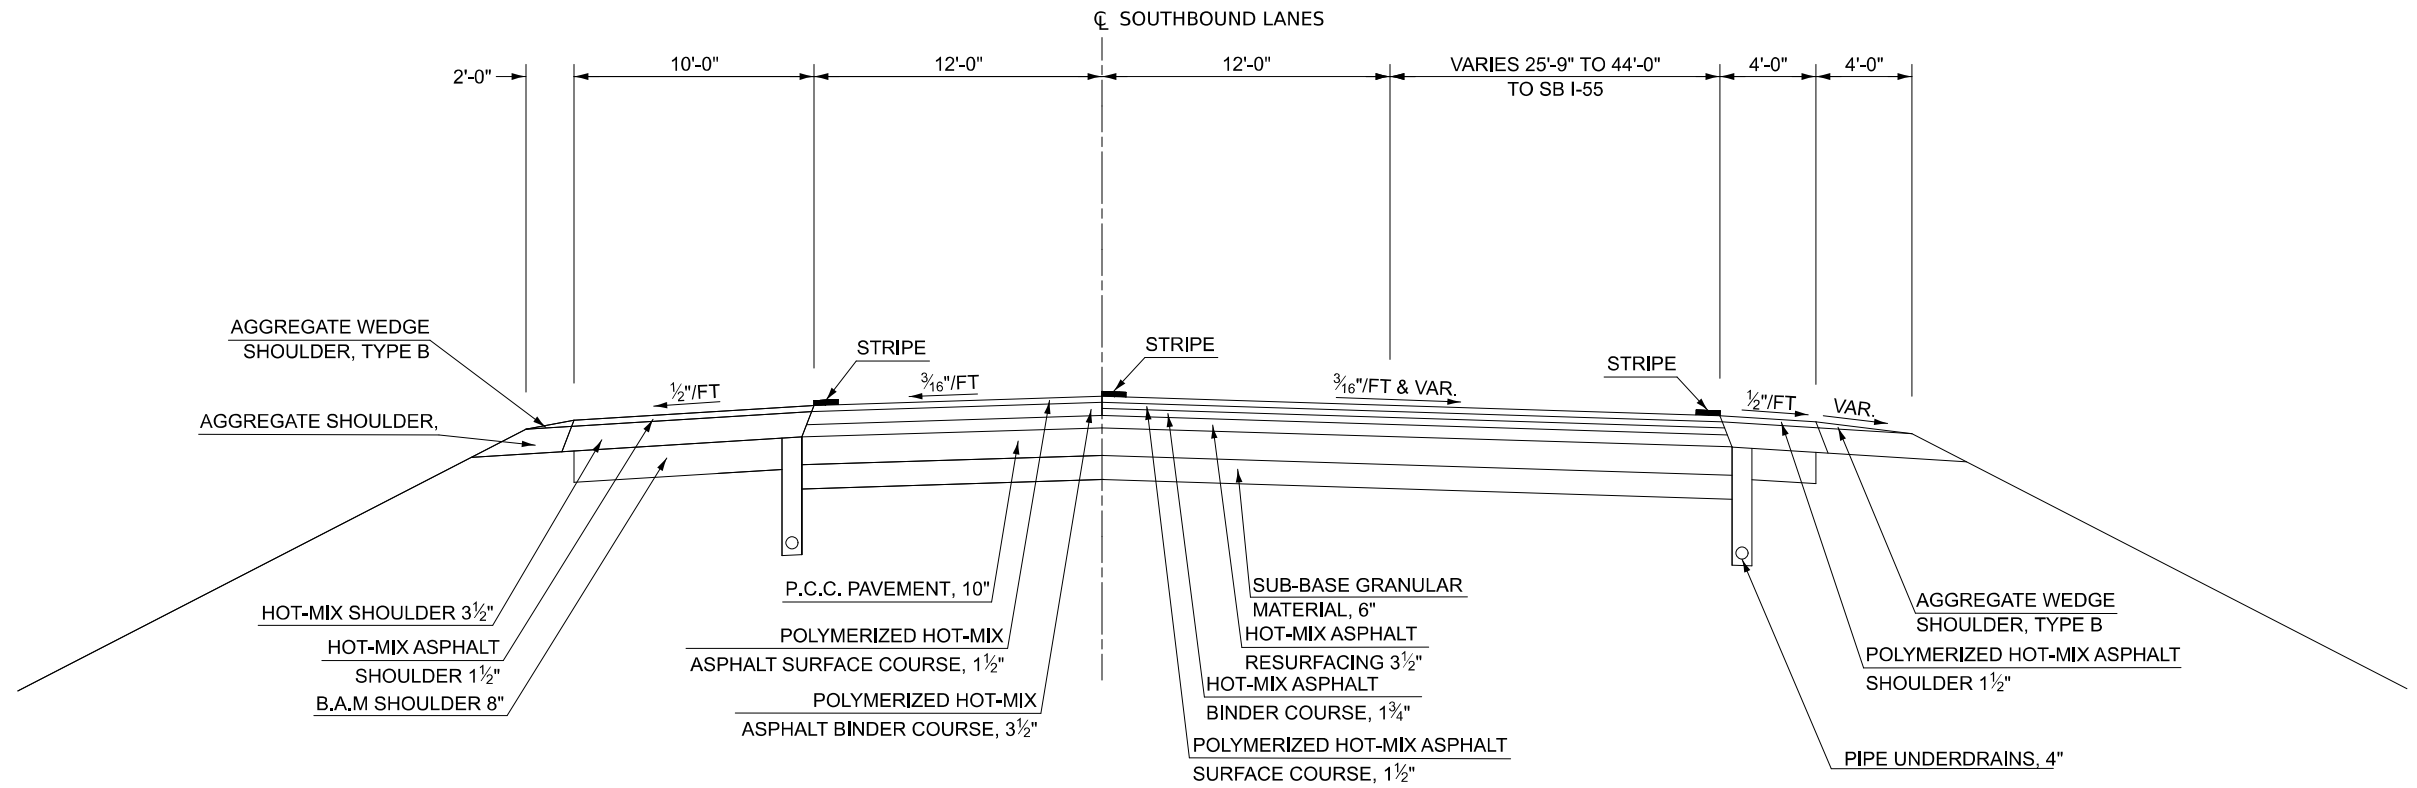 ℄ SOUTHBOUND LANES
2'-0"
10'-0"
12'-0"
12'-0"
VARIES 25'-9" TO 44'-0"
TO SB I-55
4'-0"
4'-0"
AGGREGATE WEDGE
SHOULDER, TYPE B
AGGREGATE SHOULDER,
½"/FT
STRIPE
3⁄16"/FT
STRIPE
3⁄16"/FT & VAR.
STRIPE
½"/FT
VAR.
HOT-MIX SHOULDER 3½"
HOT-MIX ASPHALT
SHOULDER 1½"
B.A.M SHOULDER 8"
P.C.C. PAVEMENT, 10"
POLYMERIZED HOT-MIX
ASPHALT SURFACE COURSE, 1½"
POLYMERIZED HOT-MIX
ASPHALT BINDER COURSE, 3½"
SUB-BASE GRANULAR
MATERIAL, 6"
HOT-MIX ASPHALT
RESURFACING 3½"
HOT-MIX ASPHALT
BINDER COURSE, 1¾"
POLYMERIZED HOT-MIX ASPHALT
SURFACE COURSE, 1½"
AGGREGATE WEDGE
SHOULDER, TYPE B
POLYMERIZED HOT-MIX ASPHALT
SHOULDER 1½"
PIPE UNDERDRAINS, 4"